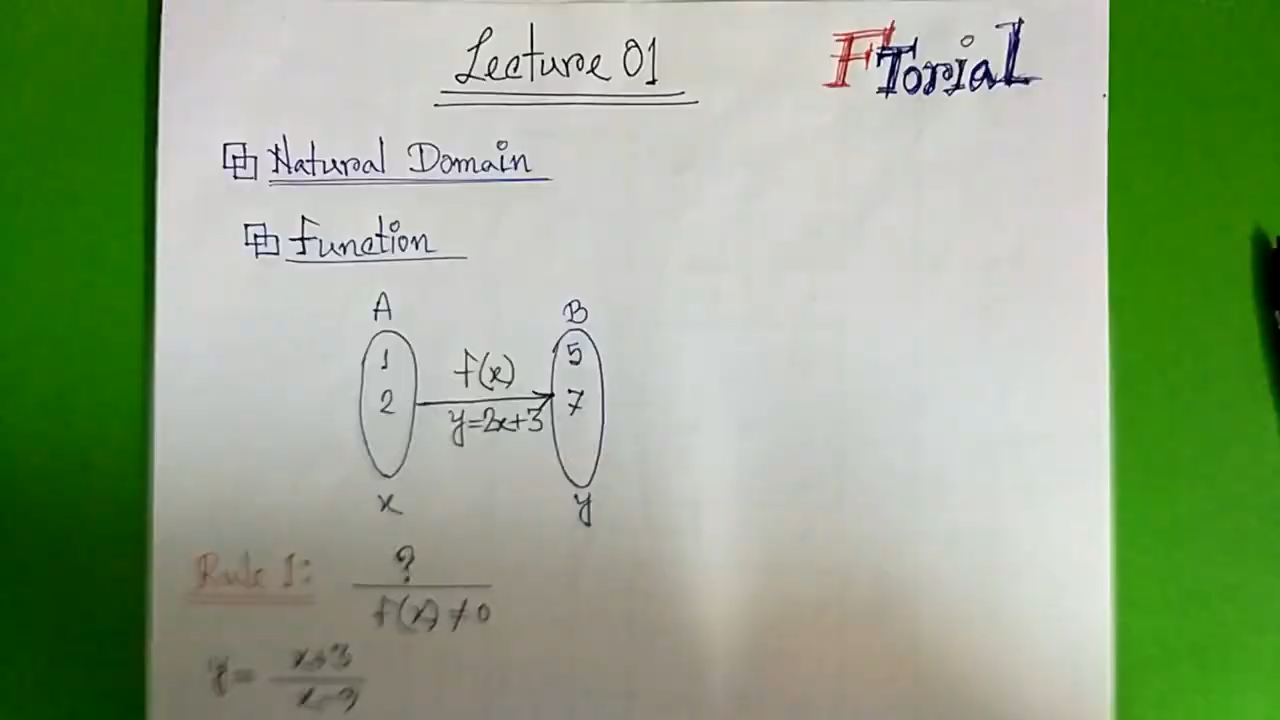 Lecture 01
FTorial
Natural Domain
Function
A B
1 5
f(x)
2 7
y=2x+3
x y
Rule 1: ?
f(x) ≠ 0
y= x+3
x-3